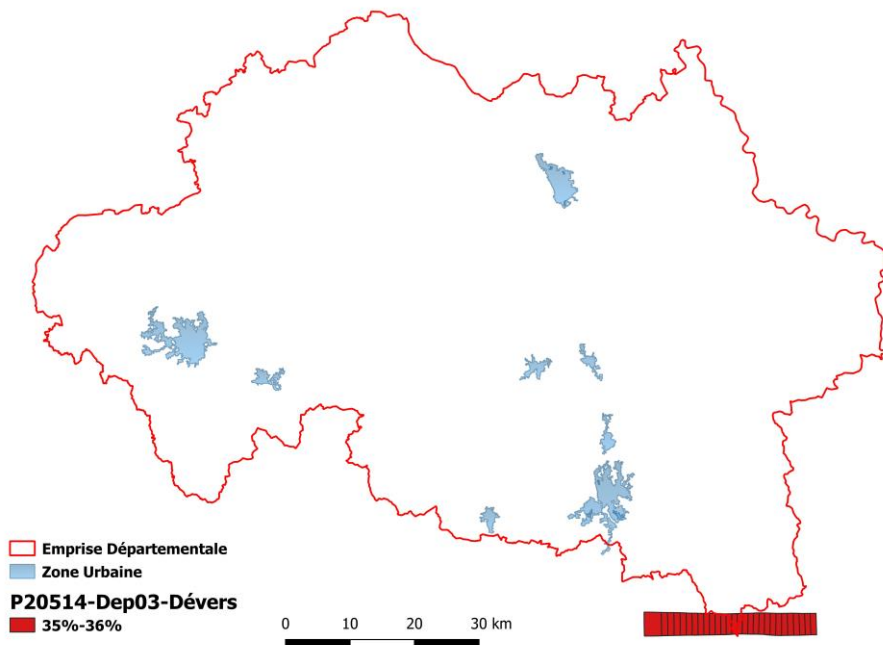 Emprise Départementale
Zone Urbaine
P20514-Dep03-Dévers
35%-36%
0 10 20 30 km